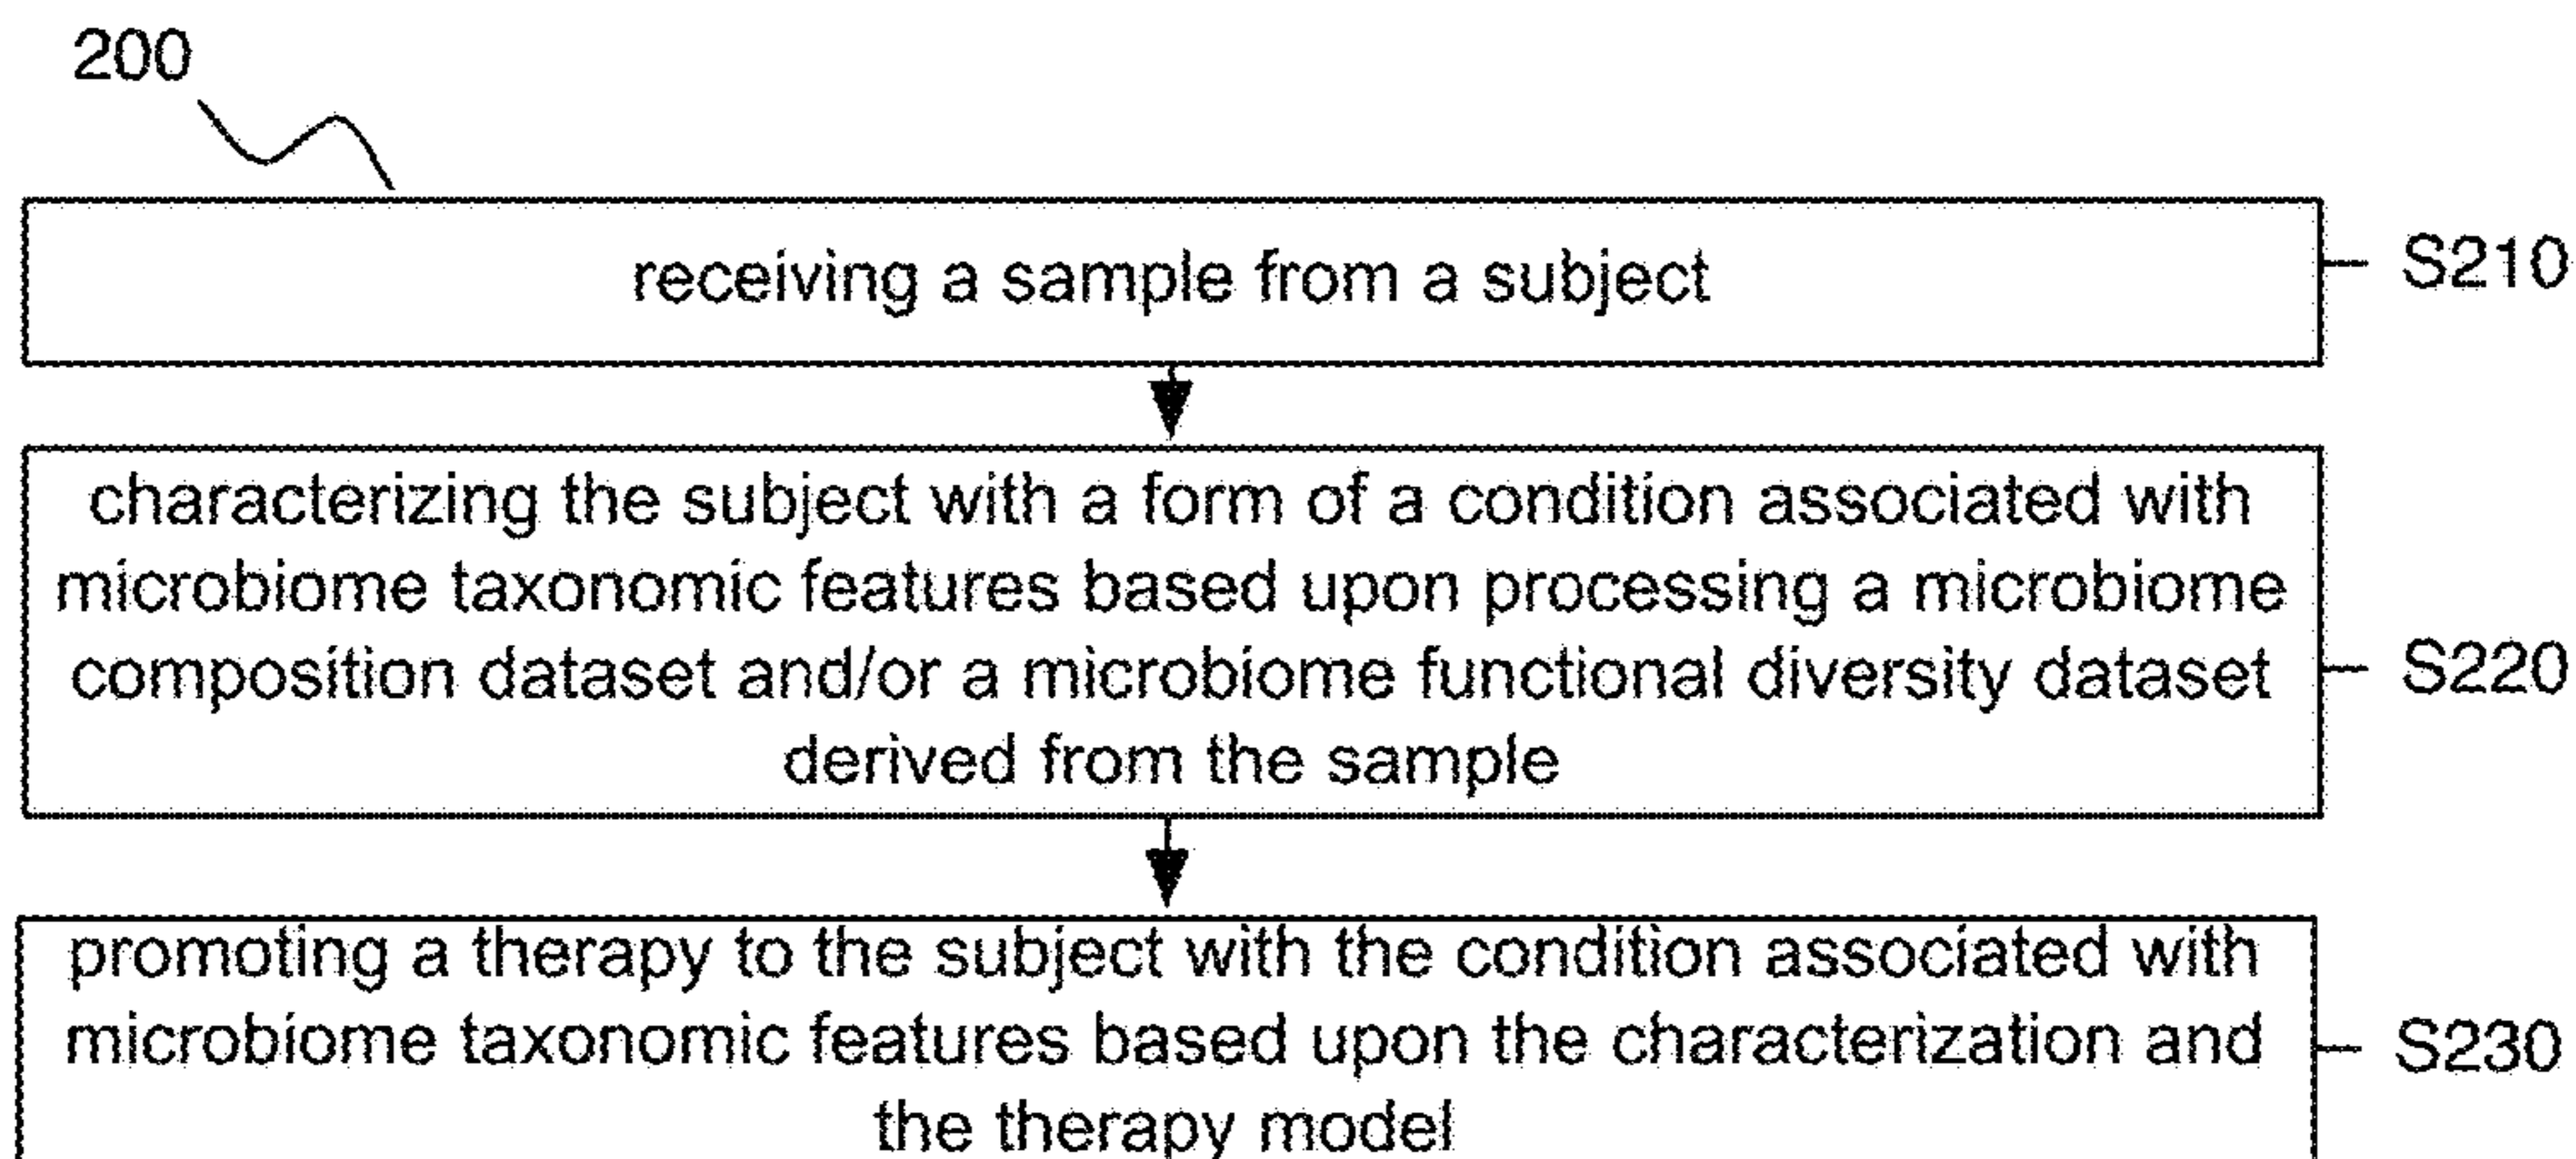 200
receiving a sample from a subject
S210
characterizing the subject with a form of a condition associated with
microbiome taxonomic features based upon processing a microbiome
composition dataset and/or a microbiome functional diversity dataset
derived from the sample
S220
promoting a therapy to the subject with the condition associated with
microbiome taxonomic features based upon the characterization and
the therapy model
S230